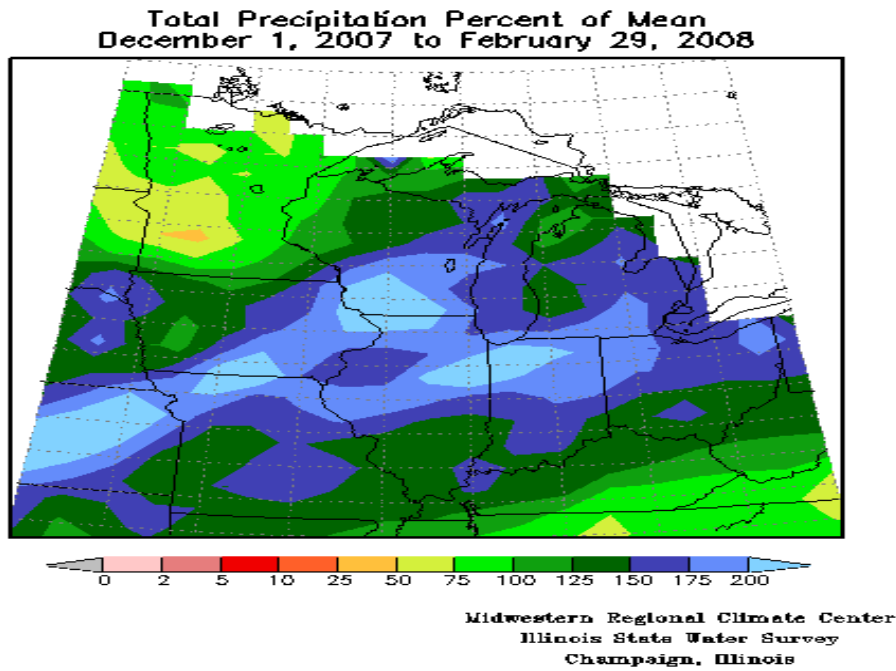 Total Precipitation Percent of Mean
December 1, 2007 to February 29, 2008
0 2 5 10 25 50 75 100 125 150 175 200
Midwestern Regional Climate Center
Illinois State Water Survey
Champaign, Illinois